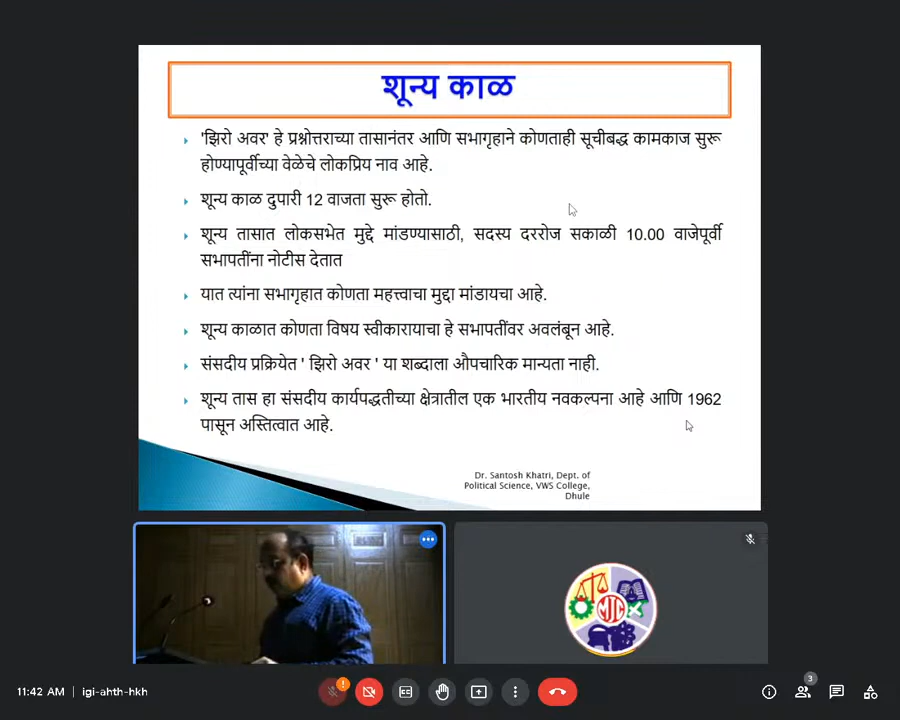 शून्य काळ
'झिरो अवर' हे प्रश्नोत्तराच्या तासानंतर आणि सभागृहाने कोणताही सूचीबद्ध कामकाज सुरू
होण्यापूर्वीच्या वेळेचे लोकप्रिय नाव आहे.
शून्य काळ दुपारी 12 वाजता सुरू होतो.
शून्य तासात लोकसभेत मुद्दे मांडण्यासाठी, सदस्य दररोज सकाळी 10.00 वाजेपूर्वी
सभापतींना नोटीस देतात
यात त्यांना सभागृहात कोणता महत्त्वाचा मुद्दा मांडायचा आहे.
शून्य काळात कोणता विषय स्वीकारायाचा हे सभापतींवर अवलंबून आहे.
संसदीय प्रक्रियेत ' झिरो अवर ' या शब्दाला औपचारिक मान्यता नाही.
शून्य तास हा संसदीय कार्यपद्धतीच्या क्षेत्रातील एक भारतीय नवकल्पना आहे आणि 1962
पासून अस्तित्वात आहे.
Dr. Santosh Khatri, Dept. of
Political Science, VWS College,
Dhule
MJC
11:42 AM | igi-ahth-hkh
3